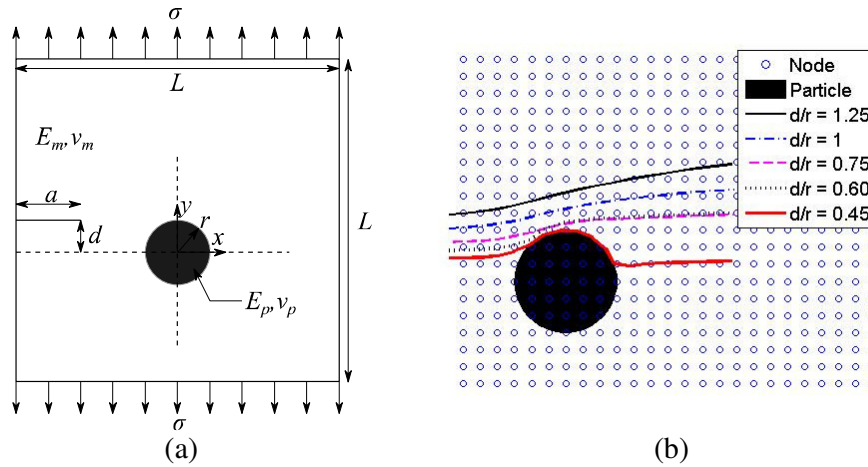 σ
L
E_m,v_m
a
d
y
r
x
L
E_p,v_p
σ
(a)
Node
Particle
d/r = 1.25
d/r = 1
d/r = 0.75
d/r = 0.60
d/r = 0.45
(b)